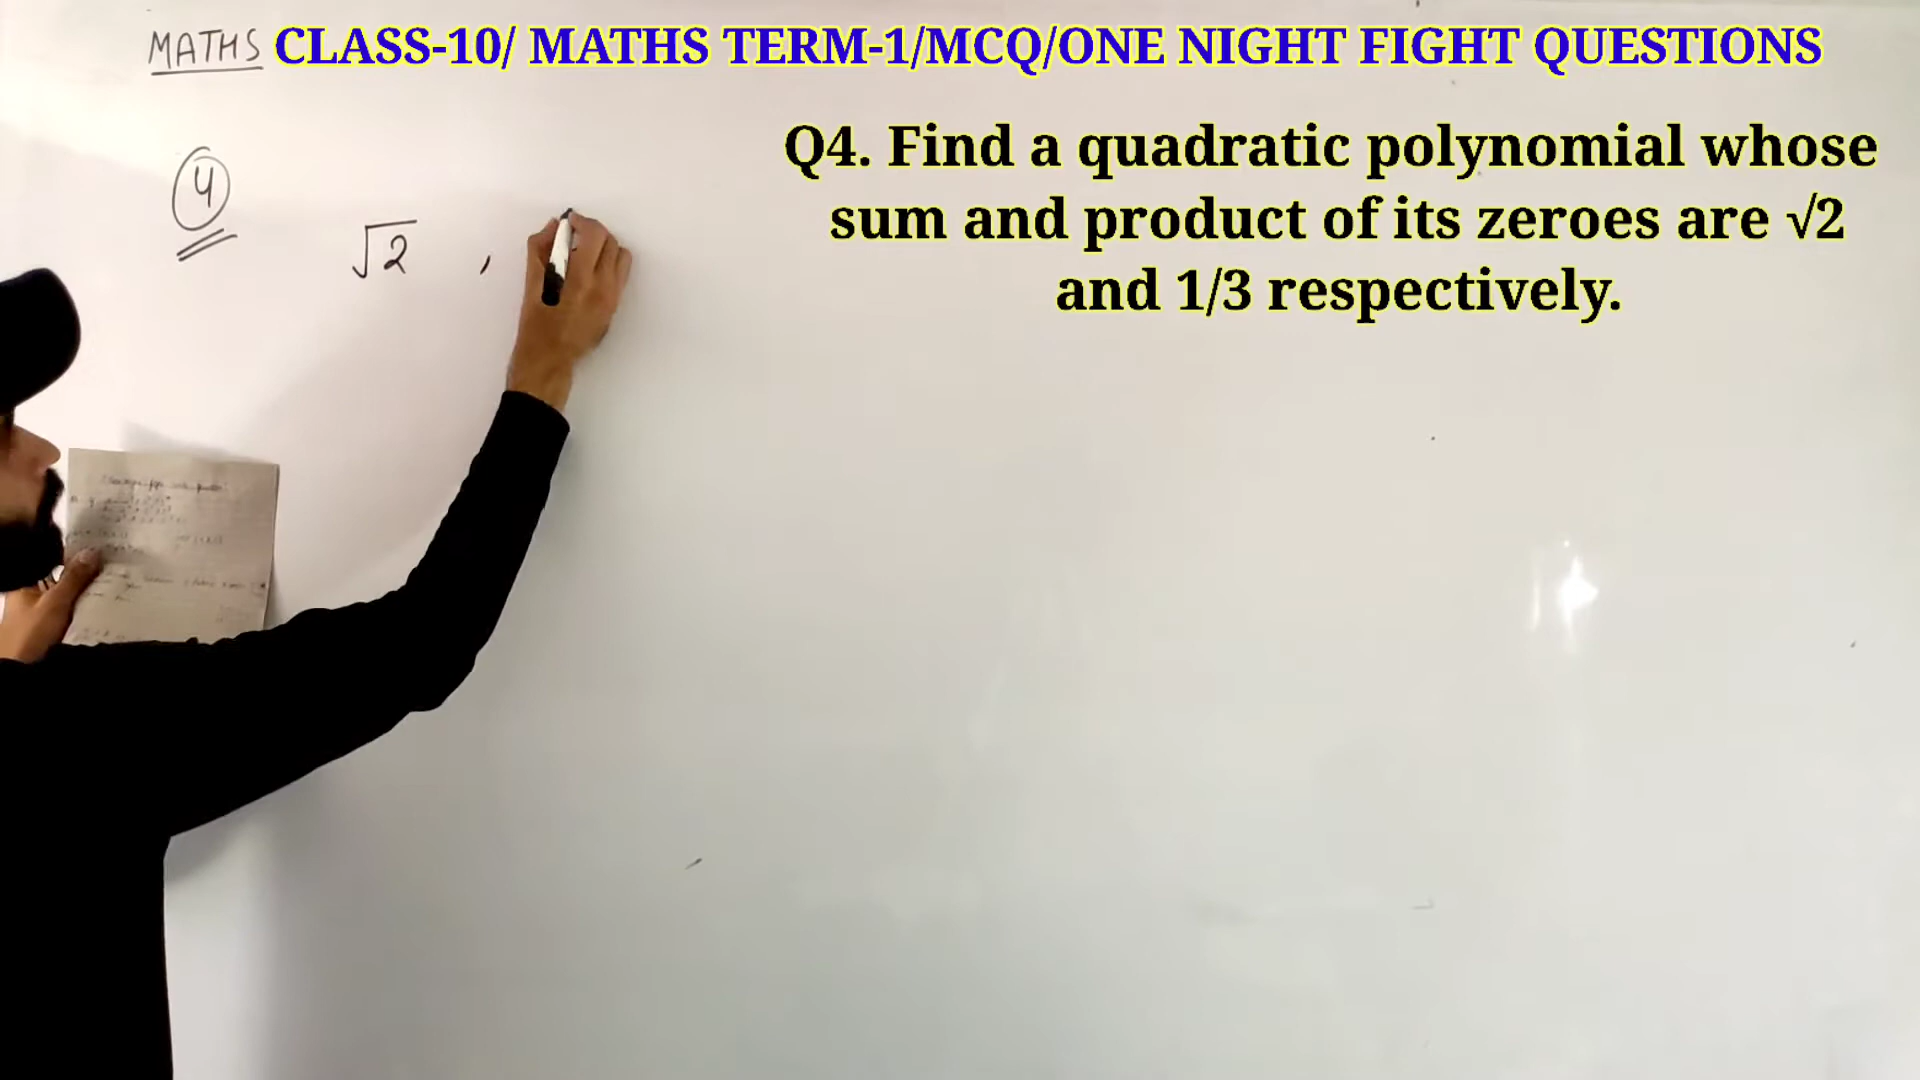 MATHS CLASS-10/ MATHS TERM-1/MCQ/ONE NIGHT FIGHT QUESTIONS
Q4. Find a quadratic polynomial whose
sum and product of its zeroes are √2
and 1/3 respectively.
4
√2 ,